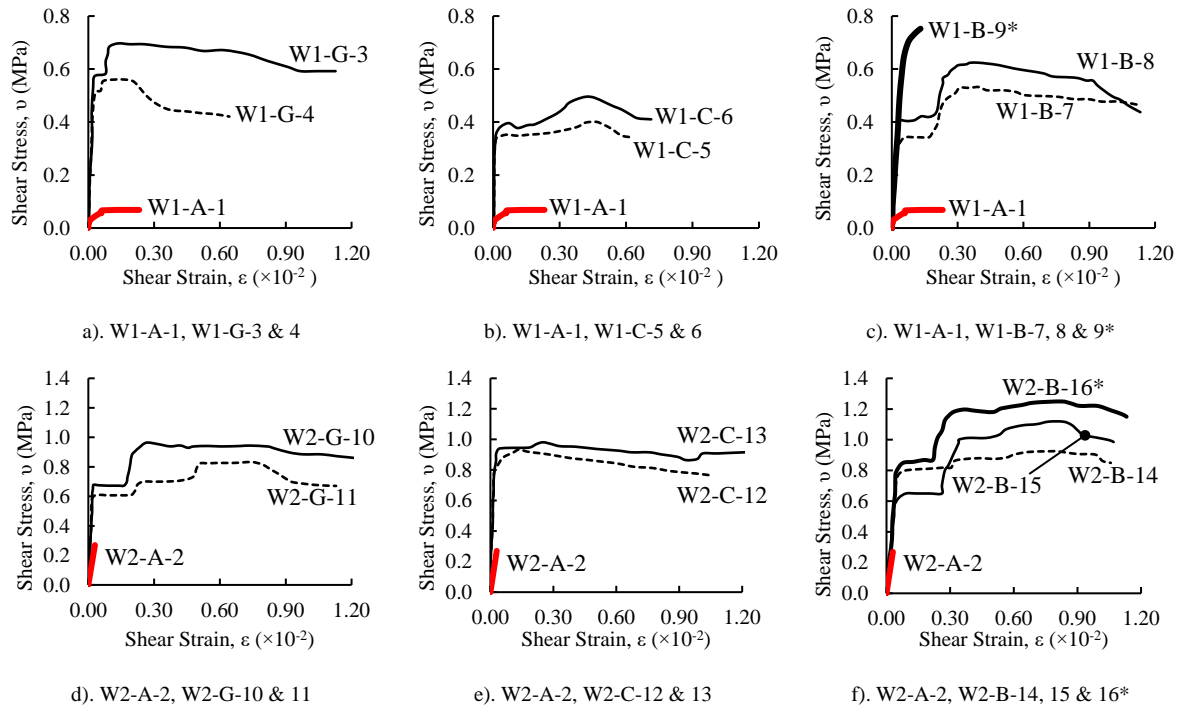 0.8
0.6
0.4
0.2
0.0
Shear Stress, υ (MPa)
W1-G-3
W1-G-4
W1-A-1
0.00 0.30 0.60 0.90 1.20
Shear Strain, ε (×10-2 )
a). W1-A-1, W1-G-3 & 4
0.8
0.6
0.4
0.2
0.0
Shear Stress, υ (MPa)
W1-C-6
W1-C-5
W1-A-1
0.00 0.30 0.60 0.90 1.20
Shear Strain, ε (×10-2 )
b). W1-A-1, W1-C-5 & 6
0.8
0.6
0.4
0.2
0.0
Shear Stress, υ (MPa)
W1-B-9*
W1-B-8
W1-B-7
W1-A-1
0.00 0.30 0.60 0.90 1.20
Shear Strain, ε (×10-2 )
c). W1-A-1, W1-B-7, 8 & 9*
1.4
1.2
1.0
0.8
0.6
0.4
0.2
0.0
Shear Stress, υ (MPa)
W2-G-10
W2-G-11
W2-A-2
0.00 0.30 0.60 0.90 1.20
Shear Strain, ε (×10-2)
d). W2-A-2, W2-G-10 & 11
1.4
1.2
1.0
0.8
0.6
0.4
0.2
0.0
Shear Stress, υ (MPa)
W2-C-13
W2-C-12
W2-A-2
0.00 0.30 0.60 0.90 1.20
Shear Strain, ε (×10-2)
e). W2-A-2, W2-C-12 & 13
1.4
1.2
1.0
0.8
0.6
0.4
0.2
0.0
Shear Stress, υ (MPa)
W2-B-16*
W2-B-15
W2-B-14
W2-A-2
0.00 0.30 0.60 0.90 1.20
Shear Strain, ε (×10-2)
f). W2-A-2, W2-B-14, 15 & 16*